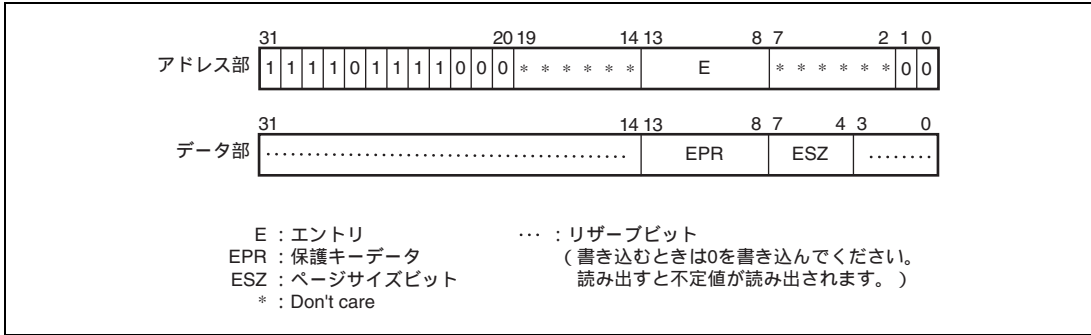 31 20 19 14 13 8 7 2 1 0
アドレス部 1 1 1 1 0 1 1 1 1 0 0 0 * * * * * * E * * * * * * 0 0
31 14 13 8 7 4 3 0
データ部 ……………………………………… EPR ESZ ………
E : エントリ … : リザーブビット
EPR : 保護キーデータ （書き込むときは0を書き込んでください。
ESZ : ページサイズビット 読み出すと不定値が読み出されます。）
* : Don't care